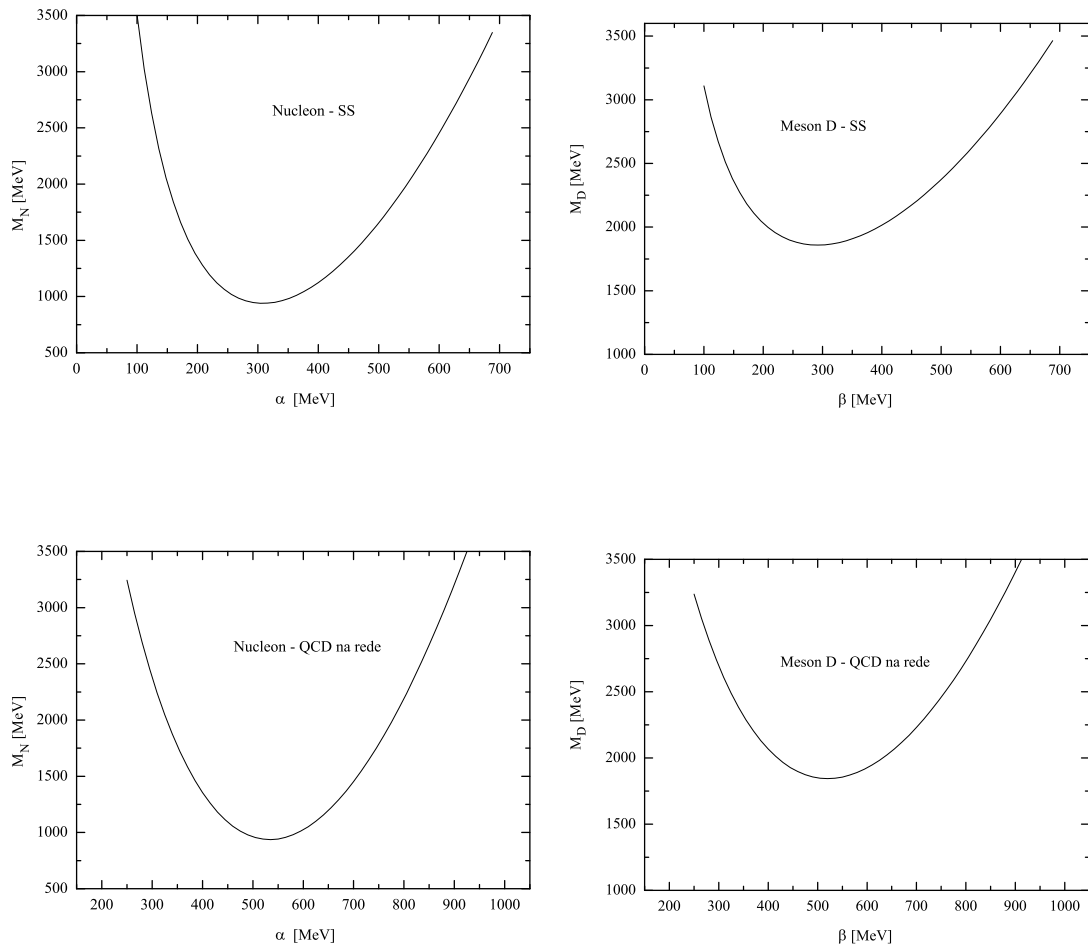 3500
3000
2500
2000
1500
1000
500
M_N [MeV]
Nucleon - SS
0 100 200 300 400 500 600 700
α [MeV]
3500
3000
2500
2000
1500
1000
M_D [MeV]
Meson D - SS
0 100 200 300 400 500 600 700
β [MeV]
3500
3000
2500
2000
1500
1000
500
M_N [MeV]
Nucleon - QCD na rede
200 300 400 500 600 700 800 900 1000
α [MeV]
3500
3000
2500
2000
1500
1000
M_D [MeV]
Meson D - QCD na rede
200 300 400 500 600 700 800 900 1000
β [MeV]